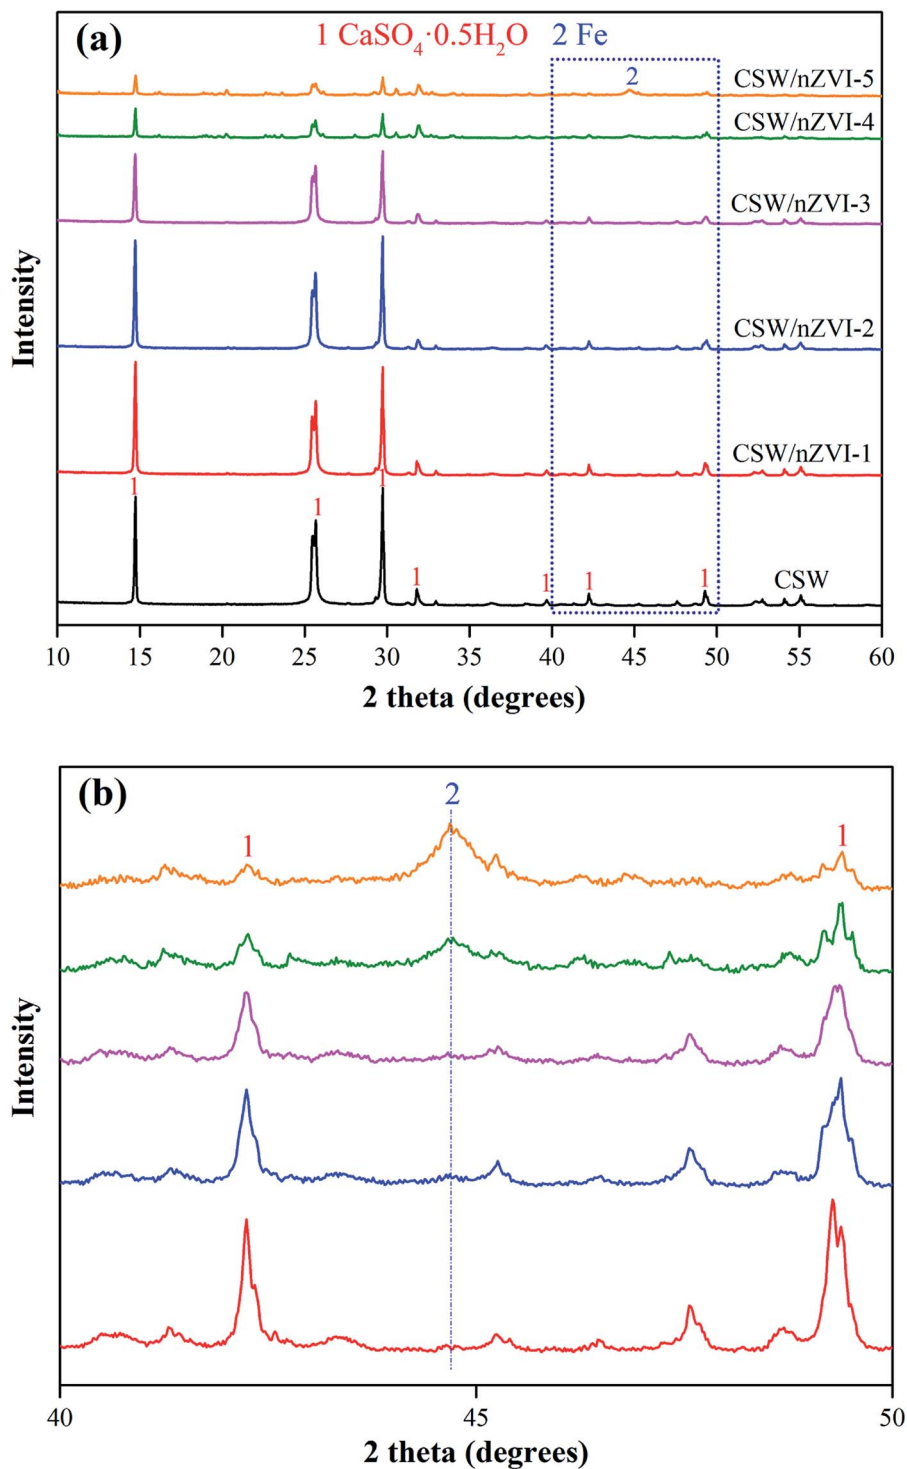 (a) 1 CaSO₄·0.5H₂O 2 Fe
2 CSW/nZVI-5
CSW/nZVI-4
CSW/nZVI-3
CSW/nZVI-2
CSW/nZVI-1
1 1 1
1 1 1 1 CSW
Intensity
10 15 20 25 30 35 40 45 50 55 60
2 theta (degrees)
(b) 2
1 1
Intensity
40 45 50
2 theta (degrees)